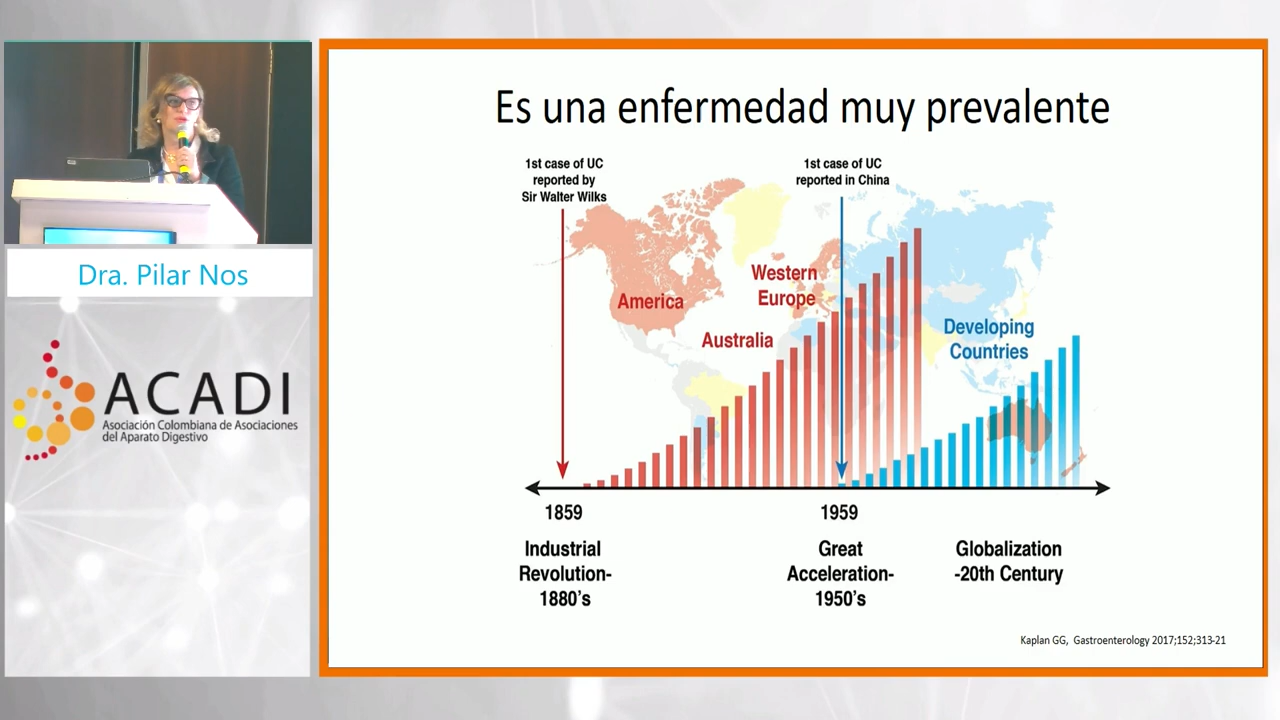 Es una enfermedad muy prevalente
1st case of UC
reported by
Sir Walter Wilks
1st case of UC
reported in China
America
Western
Europe
Australia
Developing
Countries
1859
1959
Industrial
Revolution-
1880's
Great
Acceleration-
1950's
Globalization
-20th Century
Kaplan GG, Gastroenterology 2017;152;313-21
Dra. Pilar Nos
ACADI
Asociación Colombiana de Asociaciones
del Aparato Digestivo